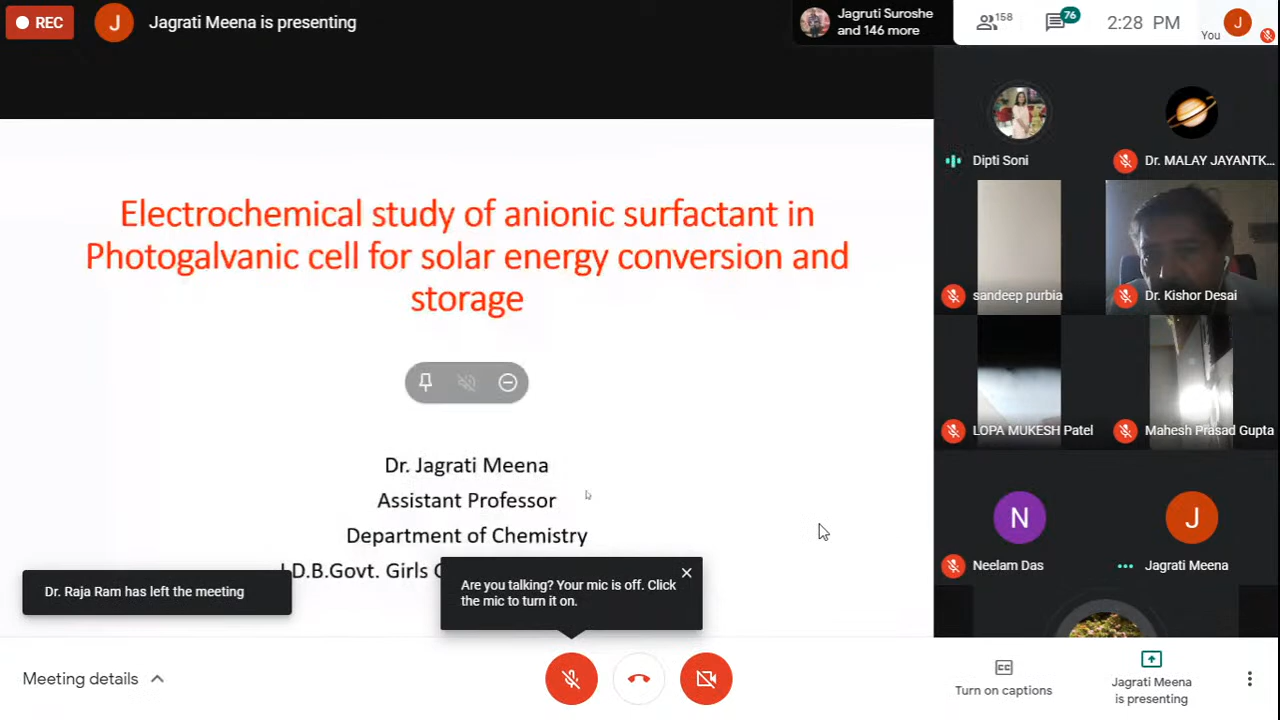 REC
J
Jagrati Meena is presenting
Jagruti Suroshe
and 146 more
158
76
2:28 PM
You
J
Dipti Soni
Dr. MALAY JAYANTK...
sandeep purbia
Dr. Kishor Desai
LOPA MUKESH Patel
Mahesh Prasad Gupta
N
J
Neelam Das
Jagrati Meena
Electrochemical study of anionic surfactant in
Photogalvanic cell for solar energy conversion and
storage
Dr. Jagrati Meena
Assistant Professor
Department of Chemistry
J.D.B.Govt. Girls
Dr. Raja Ram has left the meeting
Are you talking? Your mic is off. Click
the mic to turn it on.
Meeting details
CC
Turn on captions
Jagrati Meena
is presenting